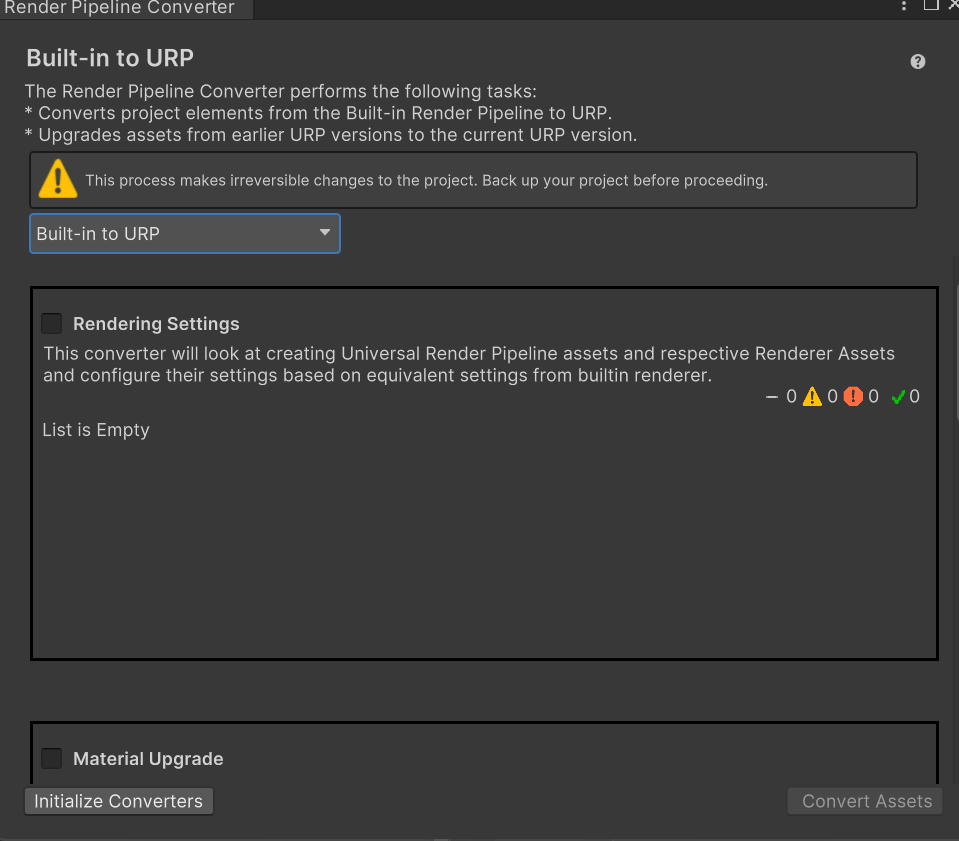 Render Pipeline Converter
Built-in to URP
The Render Pipeline Converter performs the following tasks:
* Converts project elements from the Built-in Render Pipeline to URP.
* Upgrades assets from earlier URP versions to the current URP version.
This process makes irreversible changes to the project. Back up your project before proceeding.
Built-in to URP
Rendering Settings
This converter will look at creating Universal Render Pipeline assets and respective Renderer Assets
and configure their settings based on equivalent settings from builtin renderer.
0 0 0 0
List is Empty
Material Upgrade
Initialize Converters
Convert Assets